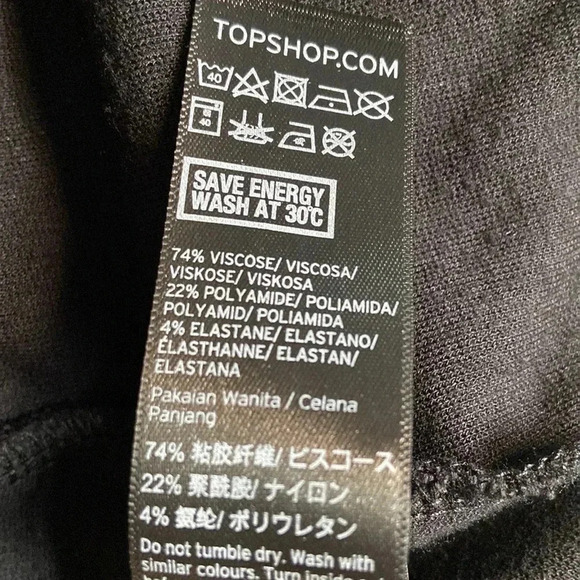 TOPSHOP.COM
40
40
SAVE ENERGY
WASH AT 30°C
74% VISCOSE/ VISCOSA/
VISKOSE/ VISKOSA
22% POLYAMIDE/ POLIAMIDA/
POLYAMID/ POLIAMIDA
4% ELASTANE/ ELASTANO/
ÉLASTHANNE/ ELASTAN/
ELASTANA
Pakaian Wanita / Celana
Panjang
74% 粘胶纤维/ ビスコース
22% 聚酰胺/ ナイロン
4% 氨纶/ ポリウレタン
Do not tumble dry. Wash with
similar colours. Turn inside